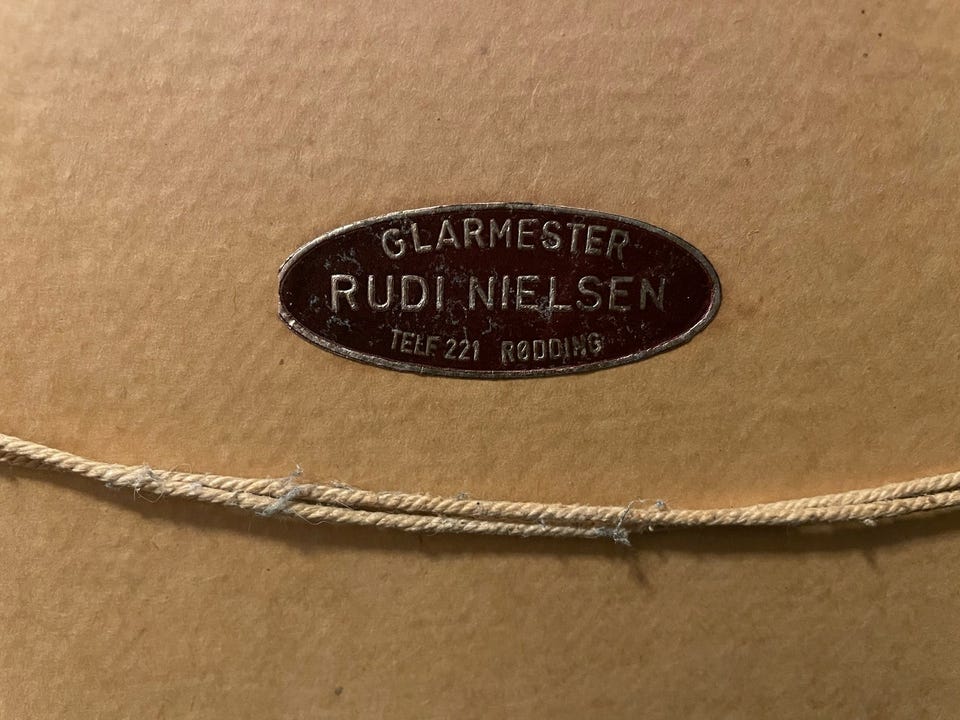 GLARMESTER
RUDI NIELSEN
TELF 221 RØDDING